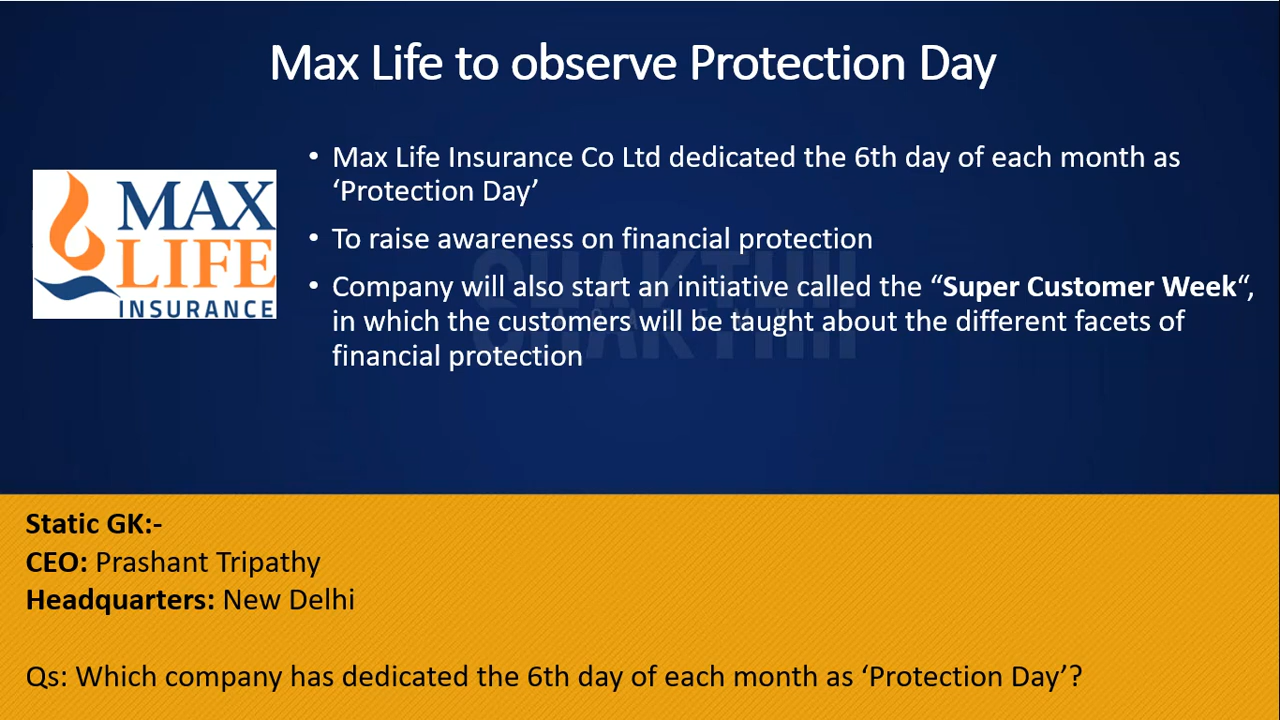 Max Life to observe Protection Day
MAX
LIFE
INSURANCE
• Max Life Insurance Co Ltd dedicated the 6th day of each month as
‘Protection Day’
• To raise awareness on financial protection
• Company will also start an initiative called the “Super Customer Week“,
in which the customers will be taught about the different facets of
financial protection
SHAKTHII
Static GK:-
CEO: Prashant Tripathy
Headquarters: New Delhi
Qs: Which company has dedicated the 6th day of each month as ‘Protection Day’?